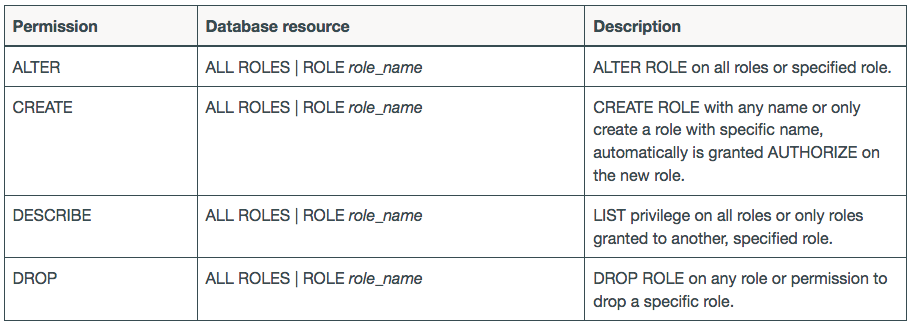 Permission Database resource Description
ALTER ALL ROLES | ROLE role_name ALTER ROLE on all roles or specified role.
CREATE ALL ROLES | ROLE role_name CREATE ROLE with any name or only
create a role with specific name,
automatically is granted AUTHORIZE on
the new role.
DESCRIBE ALL ROLES | ROLE role_name LIST privilege on all roles or only roles
granted to another, specified role.
DROP ALL ROLES | ROLE role_name DROP ROLE on any role or permission to
drop a specific role.